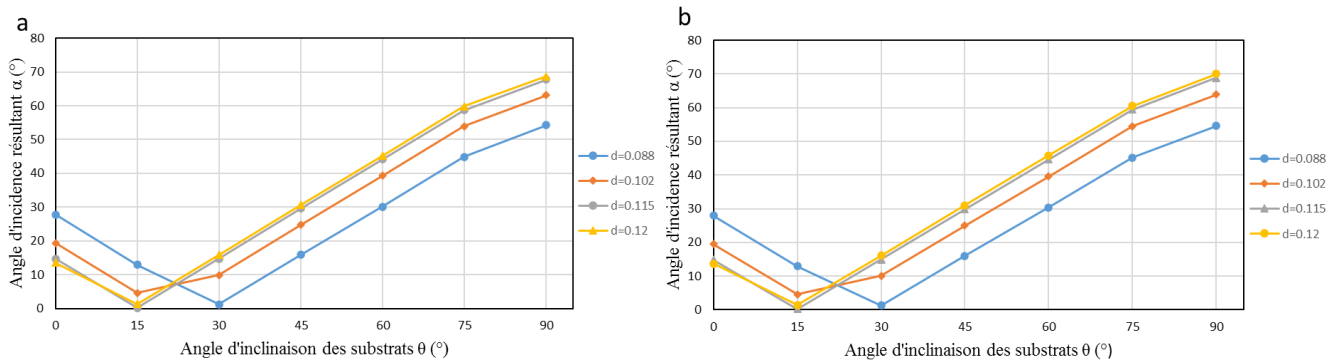 a
Angle d'incidence résultant α (°)
80
70
60
50
40
30
20
10
0
0 15 30 45 60 75 90
Angle d'inclinaison des substrats θ (°)
d=0.088
d=0.102
d=0.115
d=0.12
b
Angle d'incidence résultant α (°)
80
70
60
50
40
30
20
10
0
0 15 30 45 60 75 90
Angle d'inclinaison des substrats θ (°)
d=0.088
d=0.102
d=0.115
d=0.12